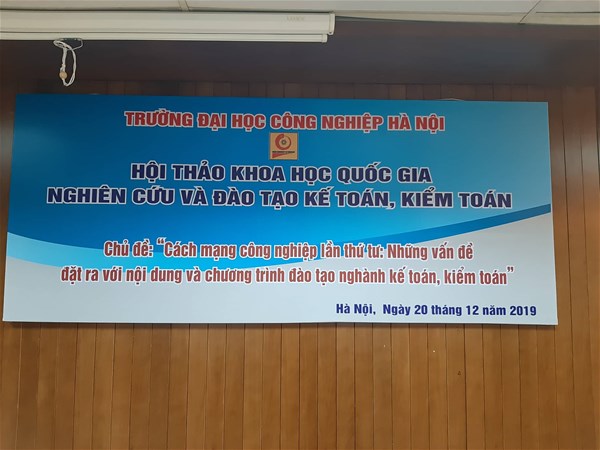 TRƯỜNG ĐẠI HỌC CÔNG NGHIỆP HÀ NỘI
HỘI THẢO KHOA HỌC QUỐC GIA
NGHIÊN CỨU VÀ ĐÀO TẠO KẾ TOÁN, KIỂM TOÁN
Chủ đề: "Cách mạng công nghiệp lần thứ tư: Những vấn đề
đặt ra với nội dung và chương trình đào tạo nghành kế toán, kiểm toán"
Hà Nội, Ngày 20 tháng 12 năm 2019